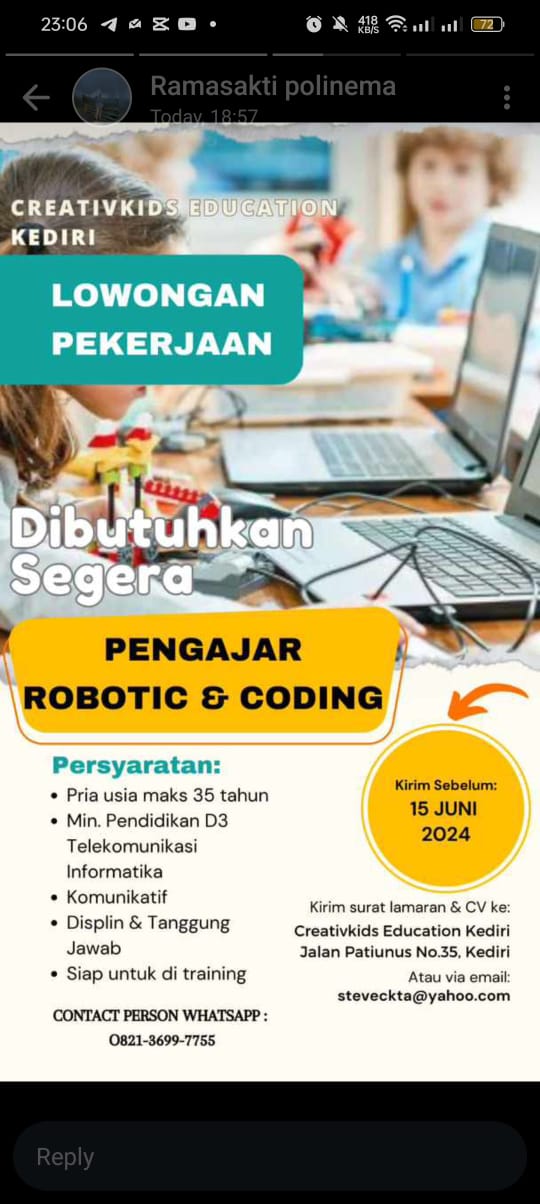 23:06
418
KB/S
72
Ramasakti polinema
Today, 18:57
CREATIVKIDS EDUCATION
KEDIRI
LOWONGAN
PEKERJAAN
Dibutuhkan
Segera
PENGAJAR
ROBOTIC & CODING
Persyaratan:
• Pria usia maks 35 tahun
• Min. Pendidikan D3
Telekomunikasi
Informatika
• Komunikatif
• Displin & Tanggung
Jawab
• Siap untuk di training
CONTACT PERSON WHATSAPP :
O821-3699-7755
Kirim Sebelum:
15 JUNI
2024
Kirim surat lamaran & CV ke:
Creativkids Education Kediri
Jalan Patiunus No.35, Kediri
Atau via email:
steveckta@yahoo.com
Reply